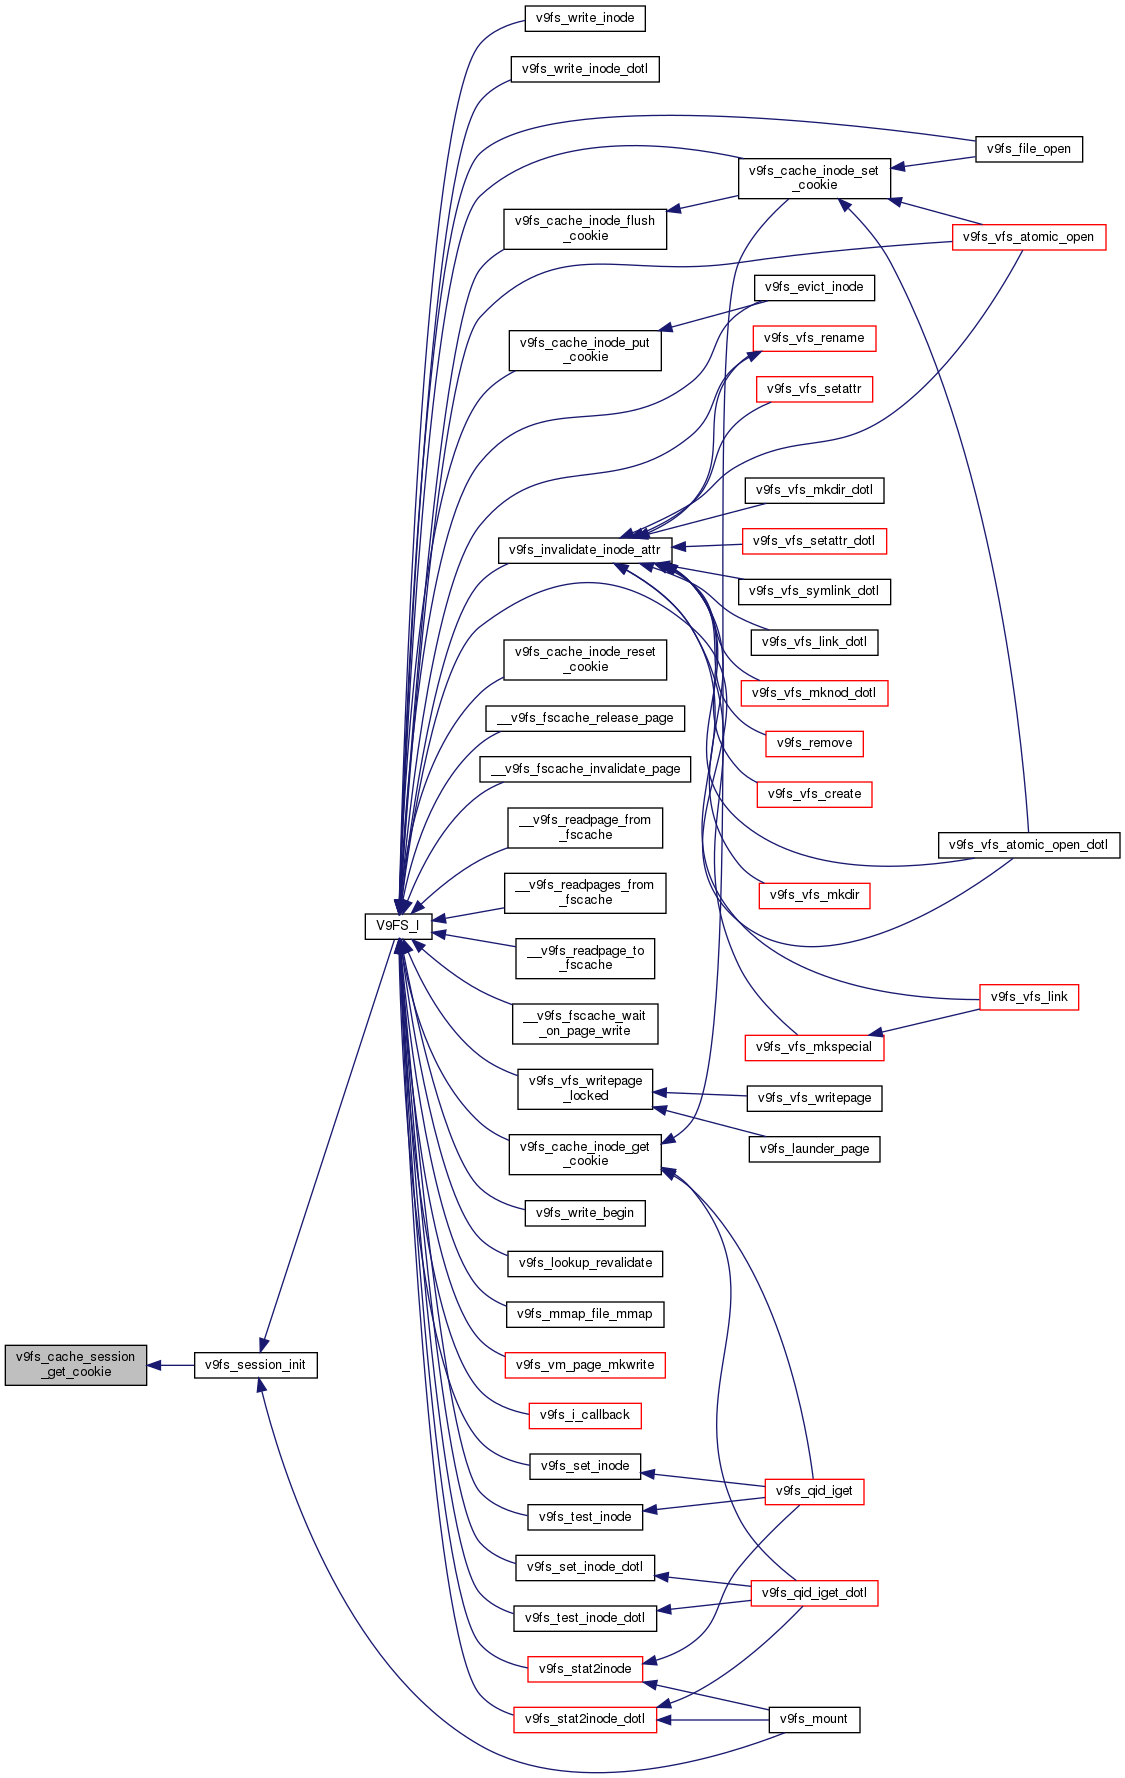 v9fs_write_inode
v9fs_write_inode_dotl
v9fs_file_open
v9fs_cache_inode_set
_cookie
v9fs_cache_inode_flush
_cookie
v9fs_vfs_atomic_open
v9fs_evict_inode
v9fs_cache_inode_put
_cookie
v9fs_vfs_rename
v9fs_vfs_setattr
v9fs_vfs_mkdir_dotl
v9fs_invalidate_inode_attr
v9fs_vfs_setattr_dotl
v9fs_vfs_symlink_dotl
v9fs_vfs_link_dotl
v9fs_cache_inode_reset
_cookie
v9fs_vfs_mknod_dotl
__v9fs_fscache_release_page
v9fs_remove
__v9fs_fscache_invalidate_page
v9fs_vfs_create
__v9fs_readpage_from
_fscache
v9fs_vfs_atomic_open_dotl
__v9fs_readpages_from
_fscache
v9fs_vfs_mkdir
V9FS_I
__v9fs_readpage_to
_fscache
v9fs_vfs_link
__v9fs_fscache_wait
_on_page_write
v9fs_vfs_mkspecial
v9fs_vfs_writepage
_locked
v9fs_vfs_writepage
v9fs_launder_page
v9fs_cache_inode_get
_cookie
v9fs_write_begin
v9fs_lookup_revalidate
v9fs_mmap_file_mmap
v9fs_cache_session
_get_cookie
v9fs_session_init
v9fs_vm_page_mkwrite
v9fs_i_callback
v9fs_set_inode
v9fs_qid_iget
v9fs_test_inode
v9fs_set_inode_dotl
v9fs_qid_iget_dotl
v9fs_test_inode_dotl
v9fs_stat2inode
v9fs_stat2inode_dotl
v9fs_mount